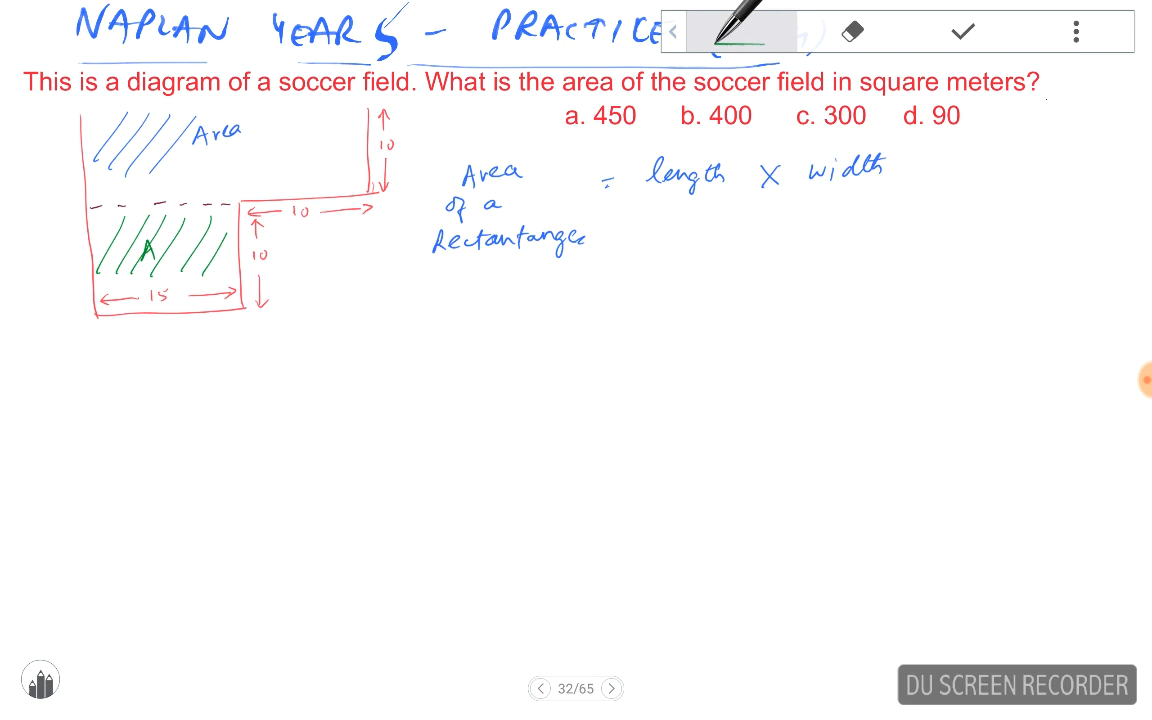 NAPLAN YEAR 5 - PRACTICE
This is a diagram of a soccer field. What is the area of the soccer field in square meters?
a. 450 b. 400 c. 300 d. 90
Area
10
10
A
10
15
Area
of a
Rectantange
= length X width
32/65
DU SCREEN RECORDER